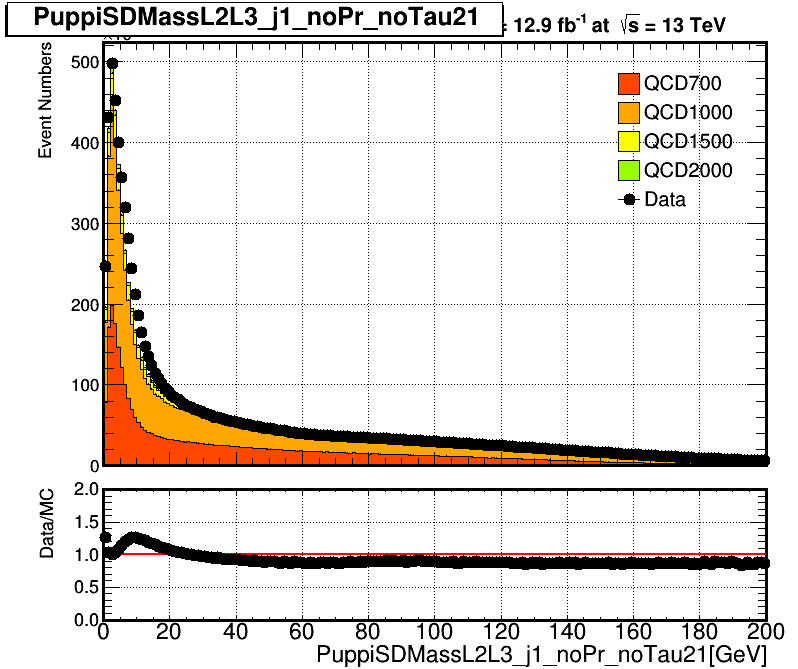 PuppiSDMassL2L3_j1_noPr_noTau21
= 12.9 fb-1 at √s = 13 TeV
Event Numbers
500
400
300
200
100
0
QCD700
QCD1000
QCD1500
QCD2000
Data
Data/MC
2.0
1.5
1.0
0.5
0.0
0 20 40 60 80 100 120 140 160 180 200
PuppiSDMassL2L3_j1_noPr_noTau21[GeV]